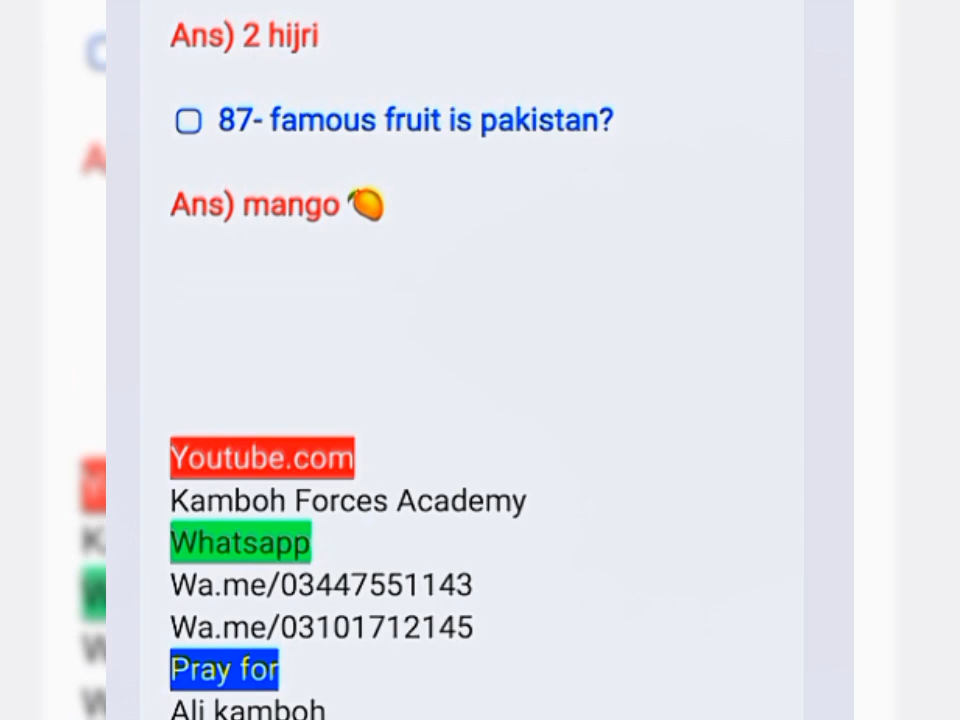 Ans) 2 hijri
87- famous fruit is pakistan?
Ans) mango 🥭
Youtube.com
Kamboh Forces Academy
Whatsapp
Wa.me/03447551143
Wa.me/03101712145
Pray for
Ali kamboh